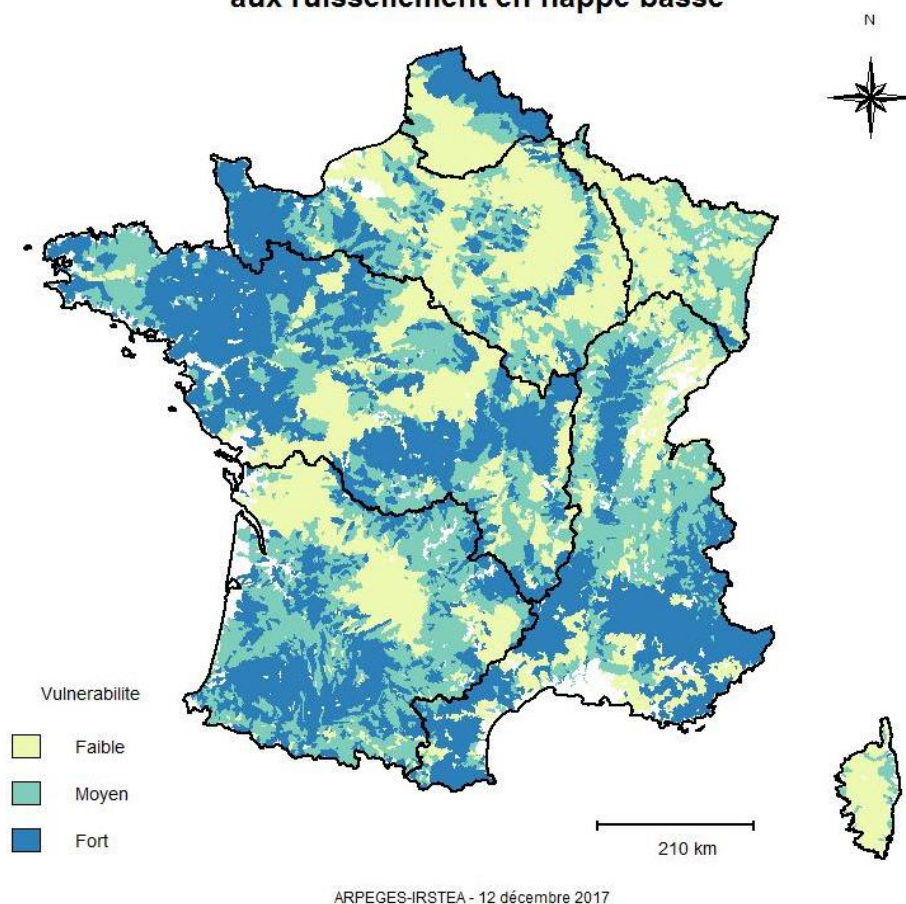 aux ruissellement en nappe basse
N
Vulnerabilite
Faible
Moyen
Fort
210 km
ARPEGES-IRSTEA - 12 décembre 2017